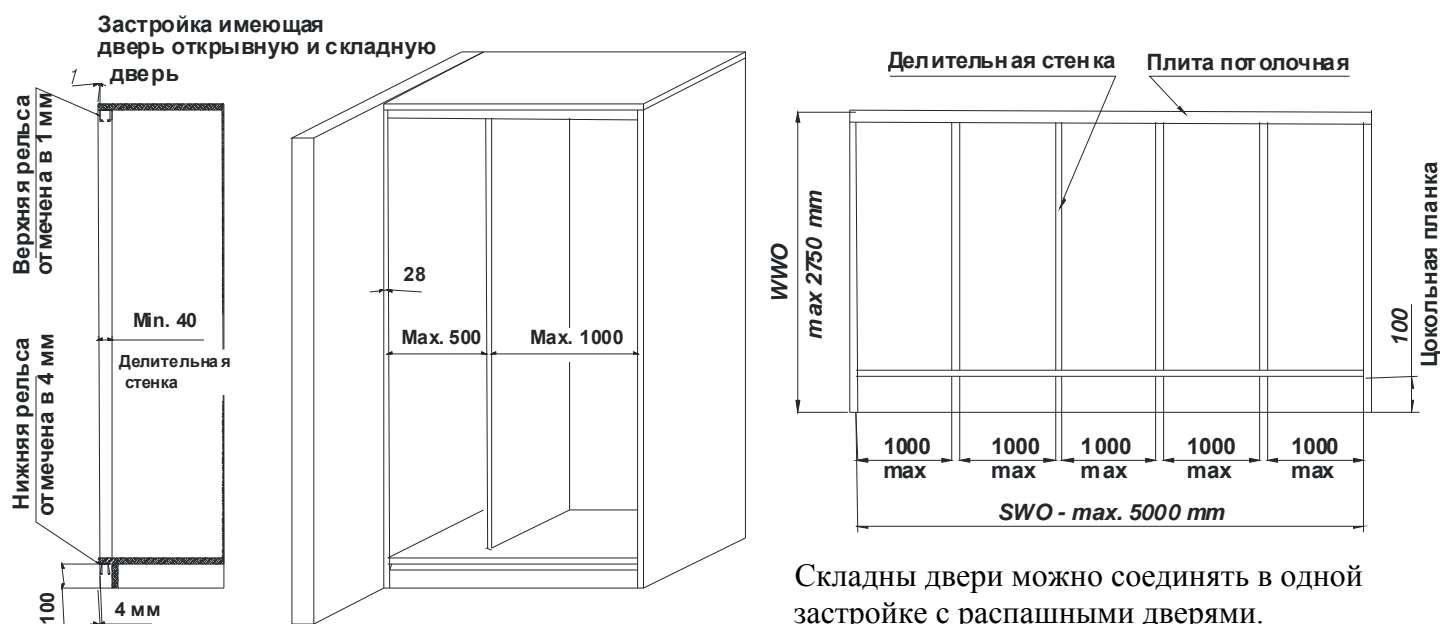 Застройка имеющая
дверь открывную и складную
дверь
Верхняя рельса
отмечена в 1 мм
Min. 40
Делительная
стенка
Нижняя рельса
отмечена в 4 мм
100
4 мм
28
Max. 500
Max. 1000
Делительная стенка
Плита потолочная
WWO
max 2750 mm
Цокольная планка
100
1000 1000 1000 1000 1000
max max max max max
SWO - max. 5000 mm
Складны двери можно соединять в одной
застройке с распашными дверями.